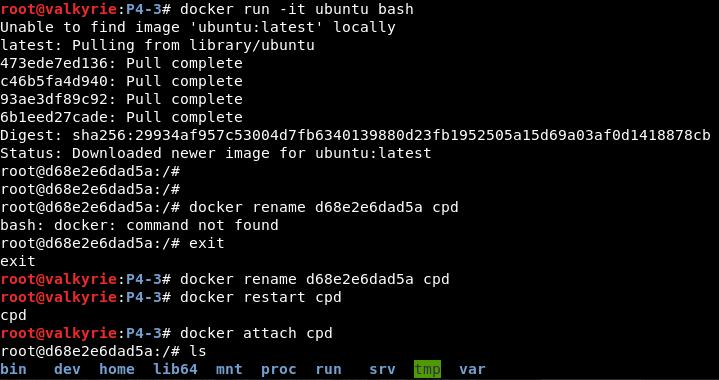 root@valkyrie:P4-3# docker run -it ubuntu bash
Unable to find image 'ubuntu:latest' locally
latest: Pulling from library/ubuntu
473ede7ed136: Pull complete
c46b5fa4d940: Pull complete
93ae3df89c92: Pull complete
6b1eed27cade: Pull complete
Digest: sha256:29934af957c53004d7fb6340139880d23fb1952505a15d69a03af0d1418878cb
Status: Downloaded newer image for ubuntu:latest
root@d68e2e6dad5a:/#
root@d68e2e6dad5a:/#
root@d68e2e6dad5a:/# docker rename d68e2e6dad5a cpd
bash: docker: command not found
root@d68e2e6dad5a:/# exit
exit
root@valkyrie:P4-3# docker rename d68e2e6dad5a cpd
root@valkyrie:P4-3# docker restart cpd
cpd
root@valkyrie:P4-3# docker attach cpd
root@d68e2e6dad5a:/# ls
bin   dev  home  lib64  mnt  proc  run   srv  tmp  var